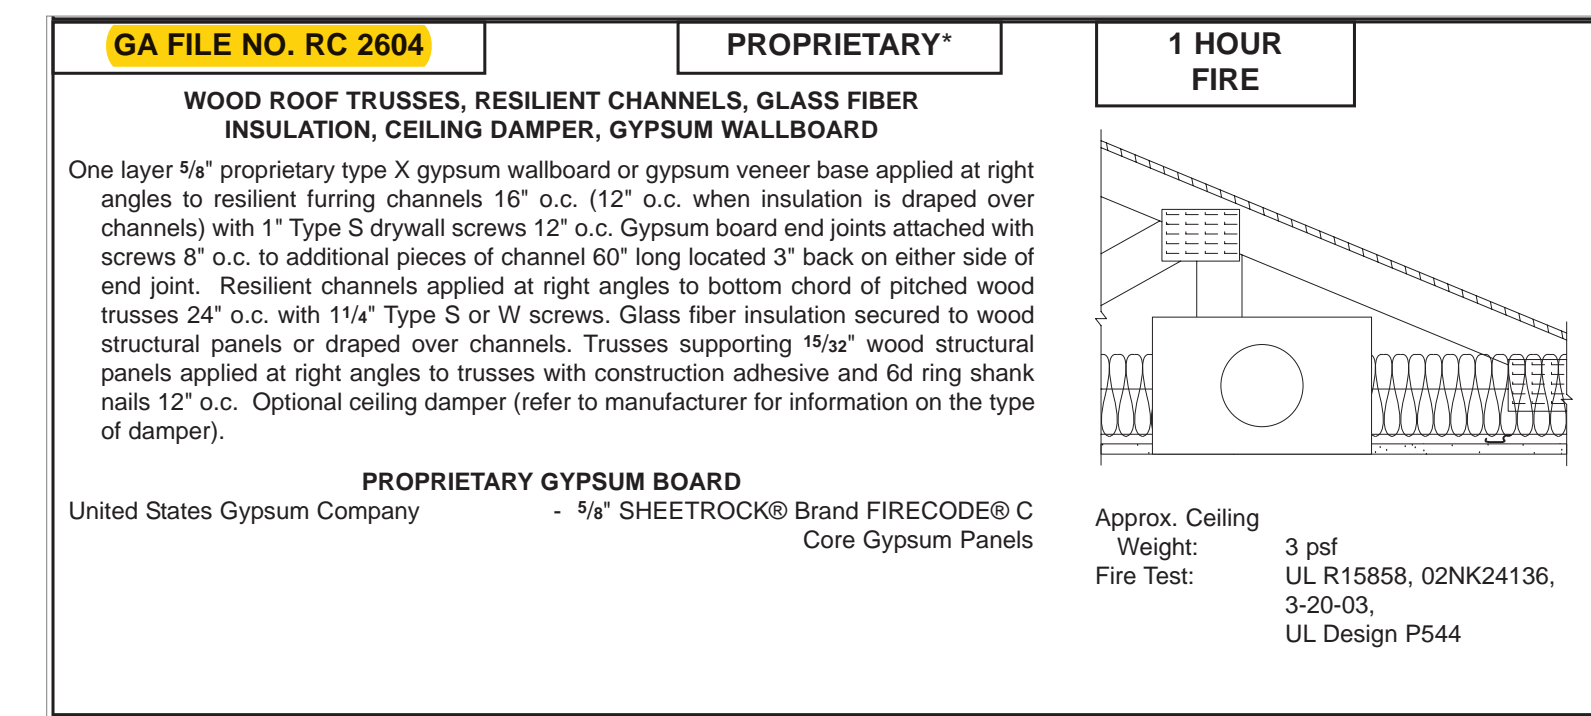 GA FILE NO. RC 2604
PROPRIETARY*
1 HOUR
FIRE
WOOD ROOF TRUSSES, RESILIENT CHANNELS, GLASS FIBER
INSULATION, CEILING DAMPER, GYPSUM WALLBOARD
One layer 5/8" proprietary type X gypsum wallboard or gypsum veneer base applied at right
angles to resilient furring channels 16" o.c. (12" o.c. when insulation is draped over
channels) with 1" Type S drywall screws 12" o.c. Gypsum board end joints attached with
screws 8" o.c. to additional pieces of channel 60" long located 3" back on either side of
end joint. Resilient channels applied at right angles to bottom chord of pitched wood
trusses 24" o.c. with 11/4" Type S or W screws. Glass fiber insulation secured to wood
structural panels or draped over channels. Trusses supporting 15/32" wood structural
panels applied at right angles to trusses with construction adhesive and 6d ring shank
nails 12" o.c. Optional ceiling damper (refer to manufacturer for information on the type
of damper).
PROPRIETARY GYPSUM BOARD
United States Gypsum Company - 5/8" SHEETROCK® Brand FIRECODE® C
Core Gypsum Panels
Approx. Ceiling
Weight: 3 psf
Fire Test: UL R15858, 02NK24136,
3-20-03,
UL Design P544